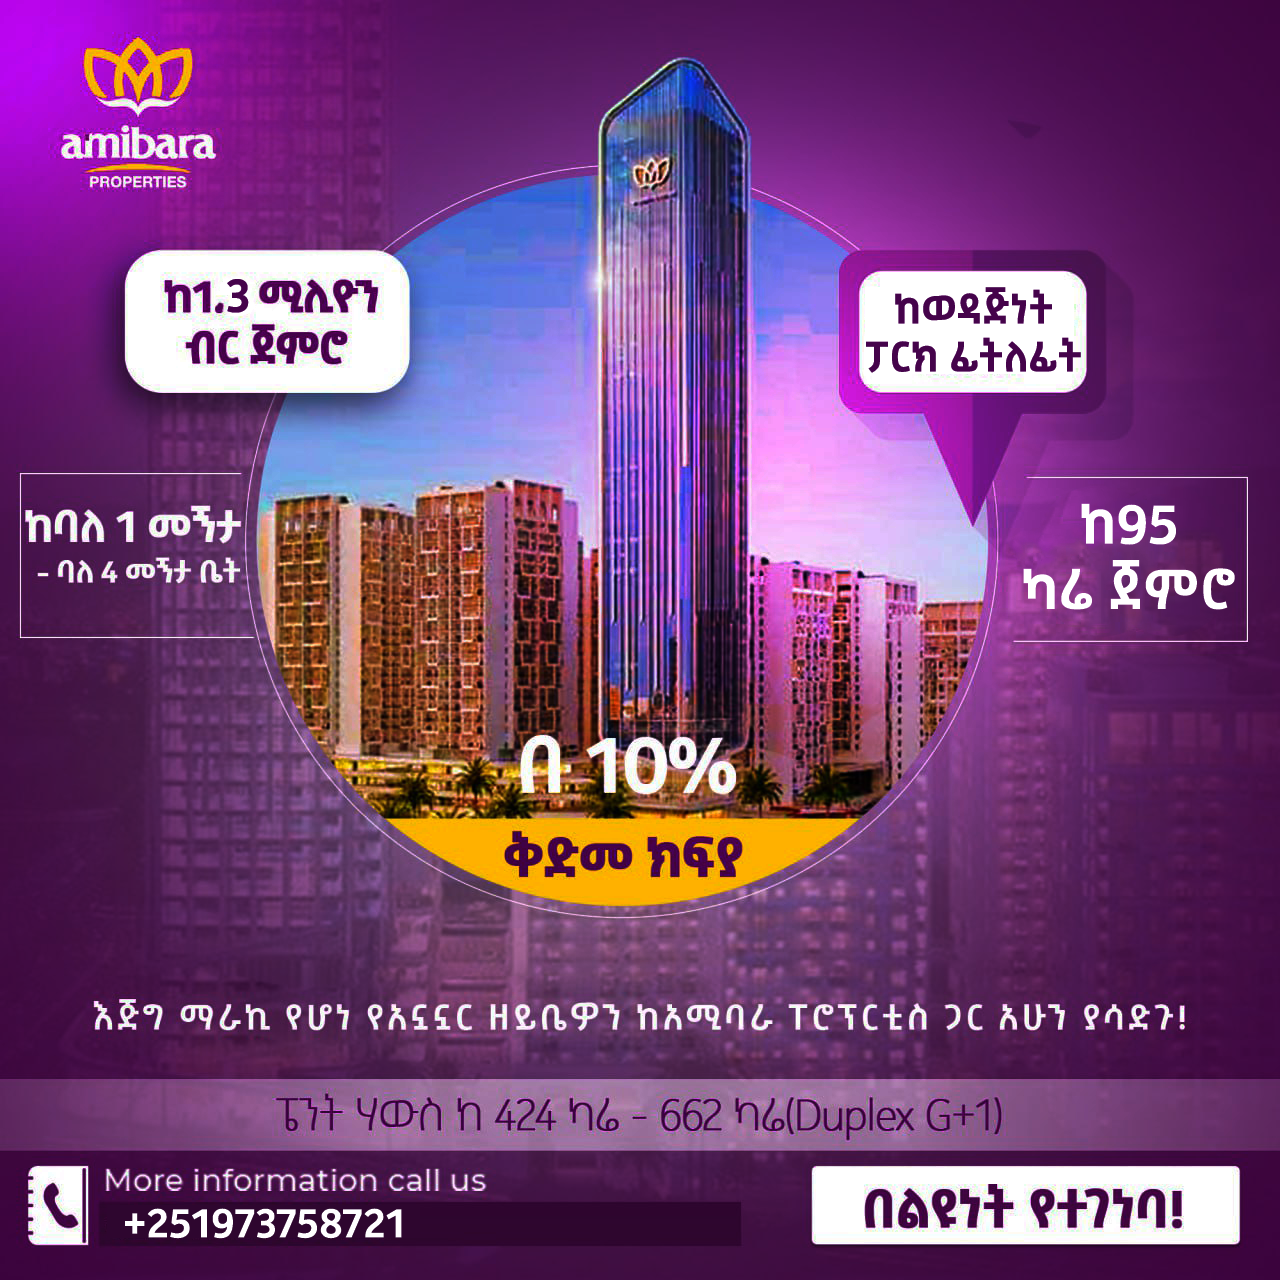 amibara
PROPERTIES
ከ1.3 ሚሊዮን
ብር ጀምሮ
ከወዳጅነት
ፓርክ ፊትለፊት
ከባለ 1 መኝታ
- ባለ 4 መኝታ ቤት
ከ95
ካሬ ጀምሮ
በ 10%
ቅድመ ክፍያ
እጅግ ማራኪ የሆነ የአኗኗር ዘይቤዎን ከአሚባራ ፐሮፕርቲስ ጋር አሁን ያሳድጉ!
ፔንት ሃውስ ከ 424 ካሬ - 662 ካሬ(Duplex G+1)
More information call us
+251973758721
በልዩነት የተገነባ!